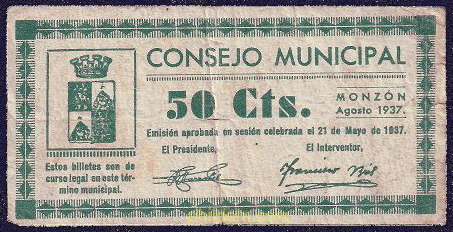 CONSEJO MUNICIPAL
50 Cts.
MONZÓN
Agosto 1937.
Emisión aprobada en sesión celebrada el 21 de Mayo de 1937.
El Presidente,
El Interventor,
Estos billetes son de
curso legal en este tér-
mino municipal.